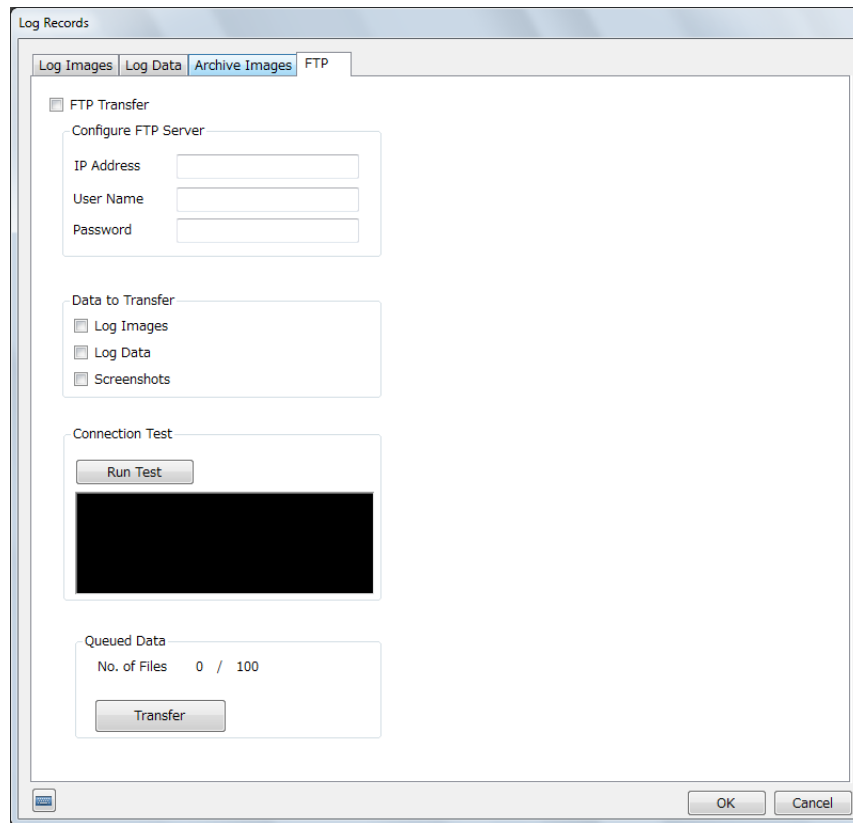 Log Records
Log Images Log Data Archive Images FTP
FTP Transfer
Configure FTP Server
IP Address
User Name
Password
Data to Transfer
Log Images
Log Data
Screenshots
Connection Test
Run Test
Queued Data
No. of Files 0 / 100
Transfer
OK Cancel